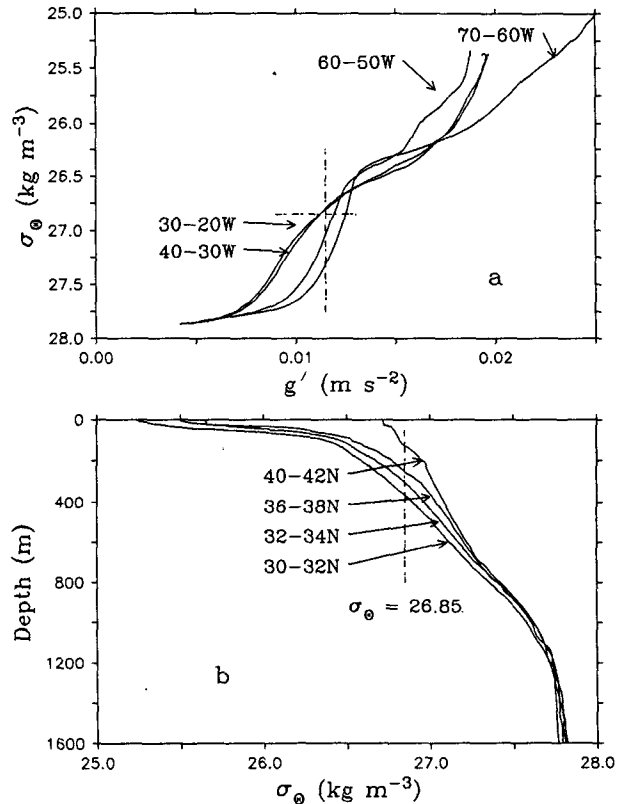 25.0
25.5
26.0
26.5
27.0
27.5
28.0
σΘ (kg m−3)
70−60W
60−50W
30−20W
40−30W
a
0.00
0.01
0.02
g′ (m s−2)
0
400
800
1200
1600
Depth (m)
40−42N
36−38N
32−34N
30−32N
σΘ = 26.85
b
25.0
26.0
27.0
28.0
σΘ (kg m−3)